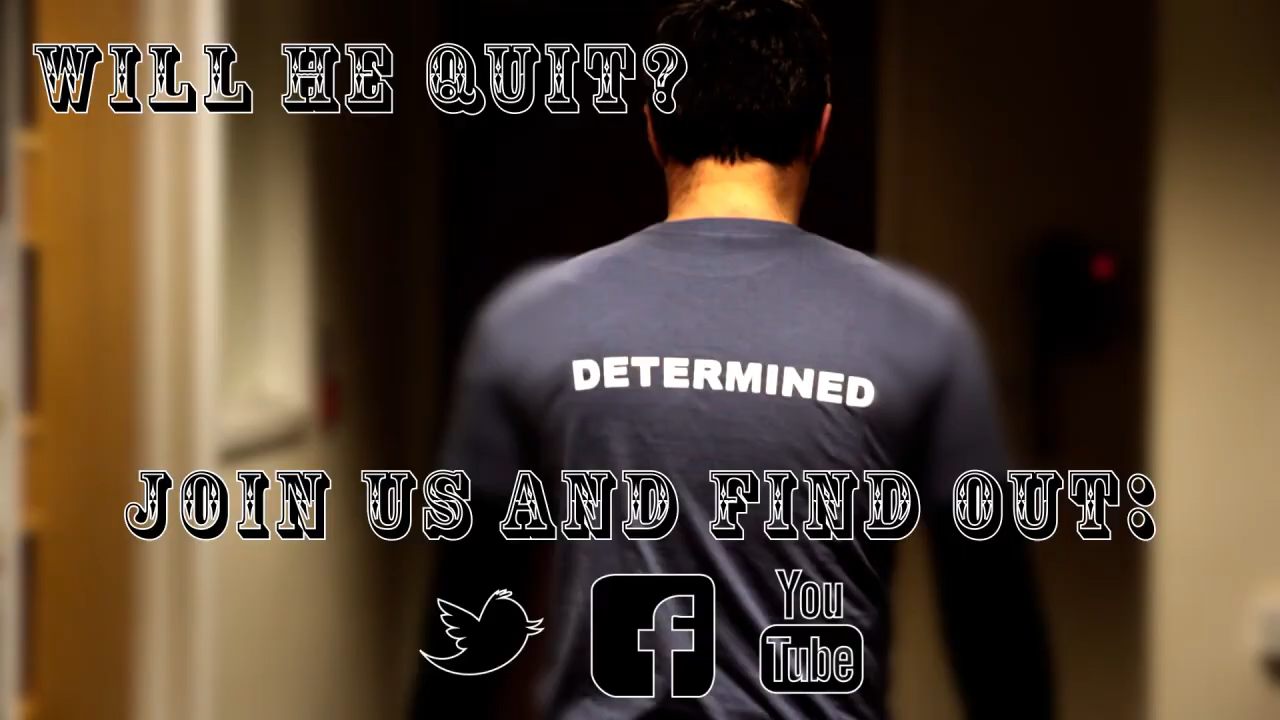 WILL HE QUIT?
DETERMINED
JOIN US AND FIND OUT:
f
You
Tube